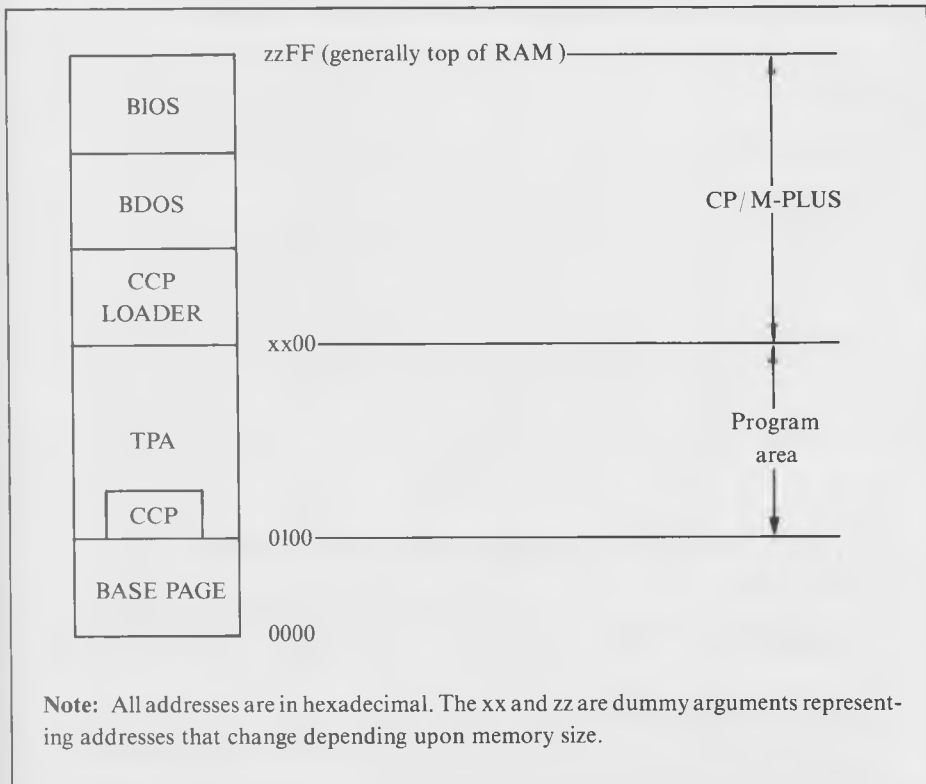 zzFF (generally top of RAM)
BIOS
BDOS
CP/M-PLUS
CCP
LOADER
xx00
TPA
Program
area
CCP
0100
BASE PAGE
0000
Note: All addresses are in hexadecimal. The xx and zz are dummy arguments represent-
ing addresses that change depending upon memory size.